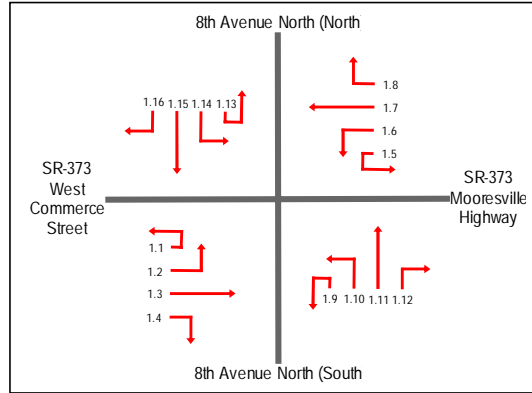 8th Avenue North (North
1.16 1.15 1.14 1.13
1.8
1.7
1.6
1.5
SR-373
West
Commerce
Street
SR-373
Mooresville
Highway
1.1
1.2
1.3
1.4
1.9 1.10 1.11 1.12
8th Avenue North (South